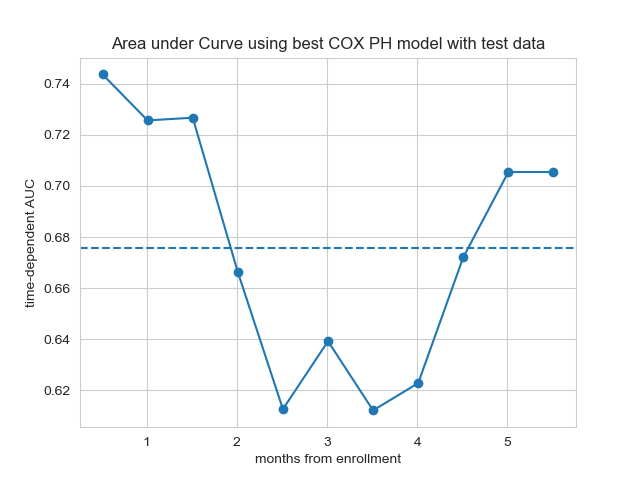 Area under Curve using best COX PH model with test data
time-dependent AUC
0.74
0.72
0.70
0.68
0.66
0.64
0.62
1 2 3 4 5
months from enrollment